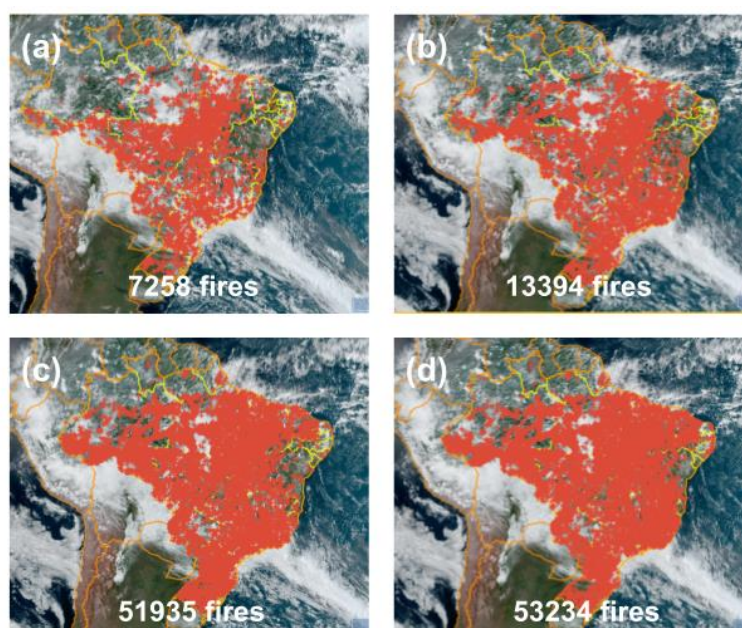 (a)
(b)
7258 fires
13394 fires
(c)
(d)
51935 fires
53234 fires